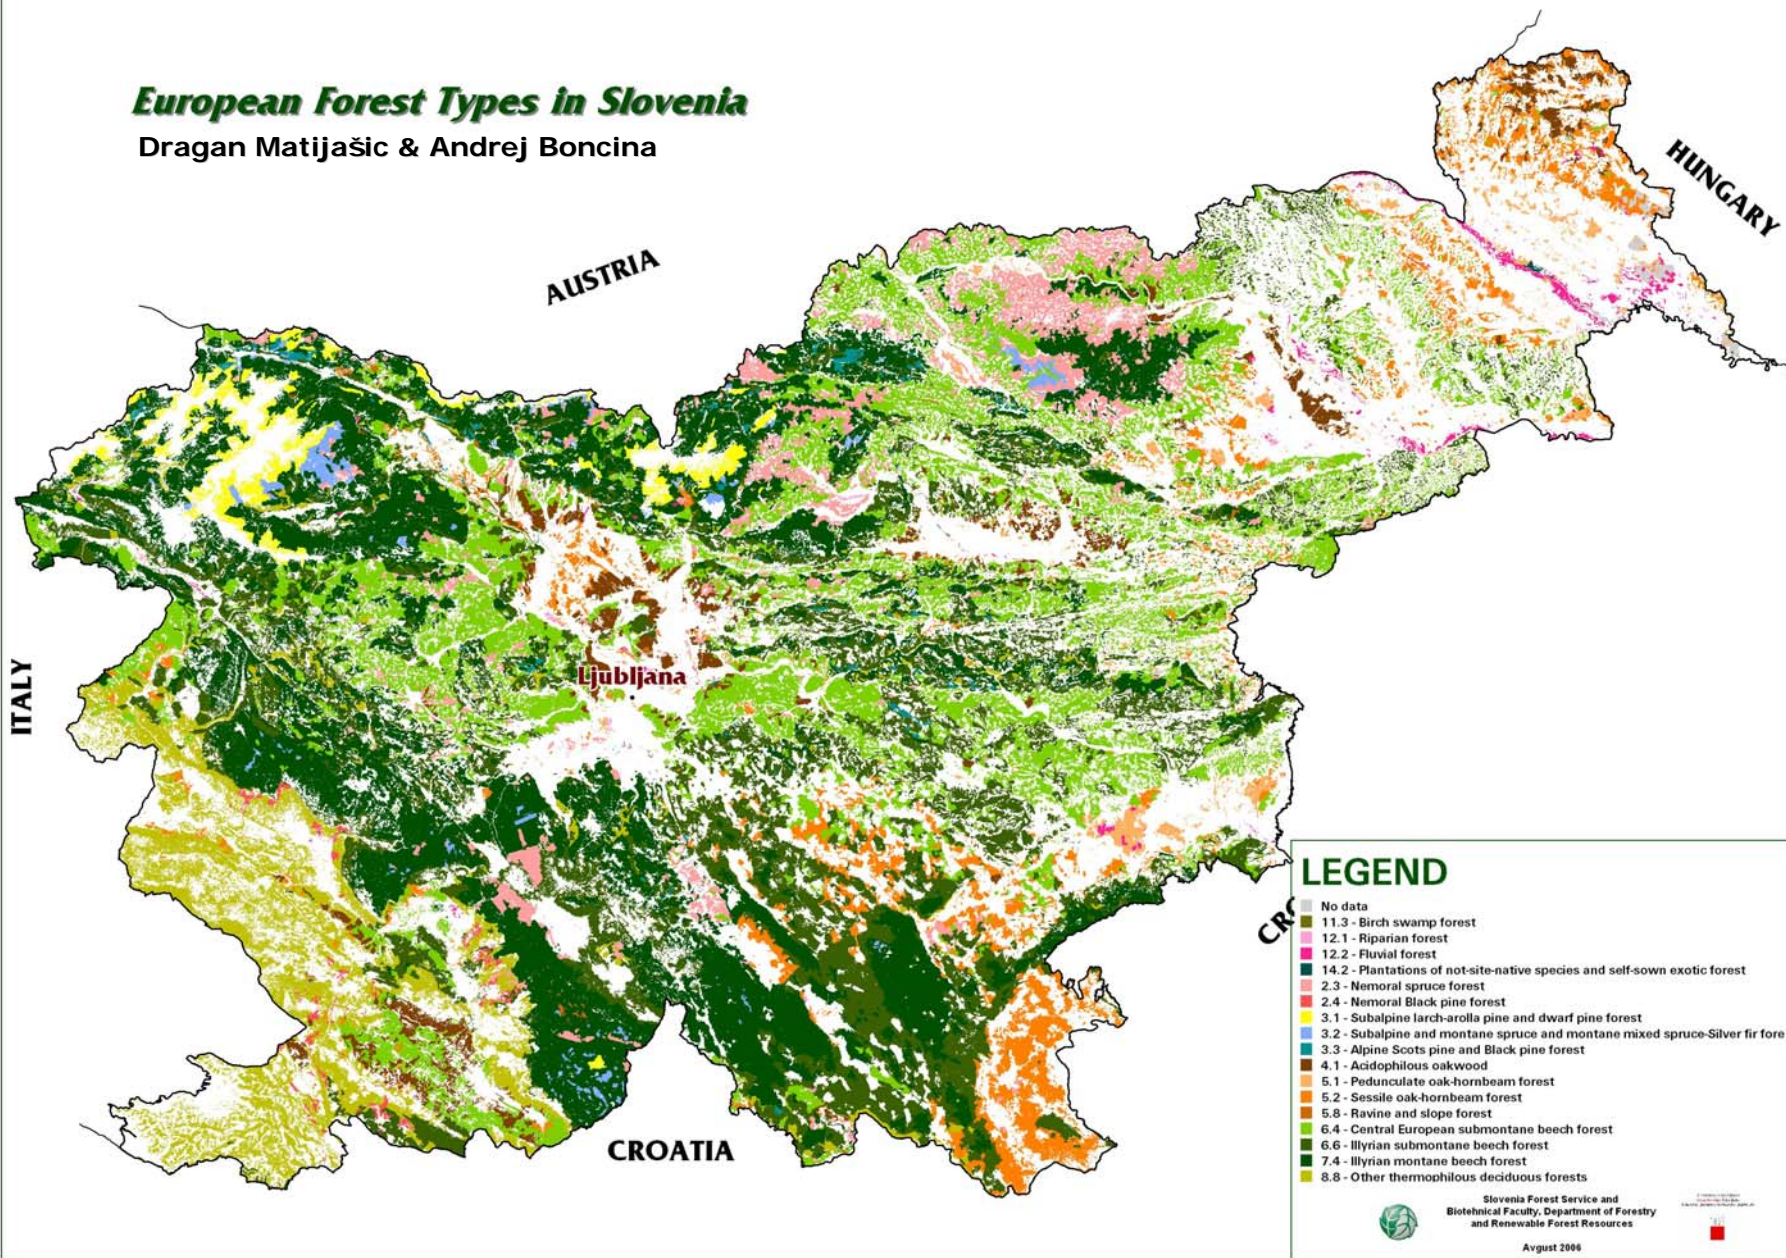 European Forest Types in Slovenia
Dragan Matijašic & Andrej Boncina
HUNGARY
AUSTRIA
Ljubljana
ITALY
CROATIA
CRO
LEGEND
No data
11.3 - Birch swamp forest
12.1 - Riparian forest
12.2 - Fluvial forest
14.2 - Plantations of not-site-native species and self-sown exotic forest
2.3 - Nemoral spruce forest
2.4 - Nemoral Black pine forest
3.1 - Subalpine larch-arolla pine and dwarf pine forest
3.2 - Subalpine and montane spruce and montane mixed spruce-Silver fir fore
3.3 - Alpine Scots pine and Black pine forest
4.1 - Acidophilous oakwood
5.1 - Pedunculate oak-hornbeam forest
5.2 - Sessile oak-hornbeam forest
5.8 - Ravine and slope forest
6.4 - Central European submontane beech forest
6.6 - Illyrian submontane beech forest
7.4 - Illyrian montane beech forest
8.8 - Other thermophilous deciduous forests
Slovenia Forest Service and
Biotehnical Faculty, Department of Forestry
and Renewable Forest Resources
Avgust 2006